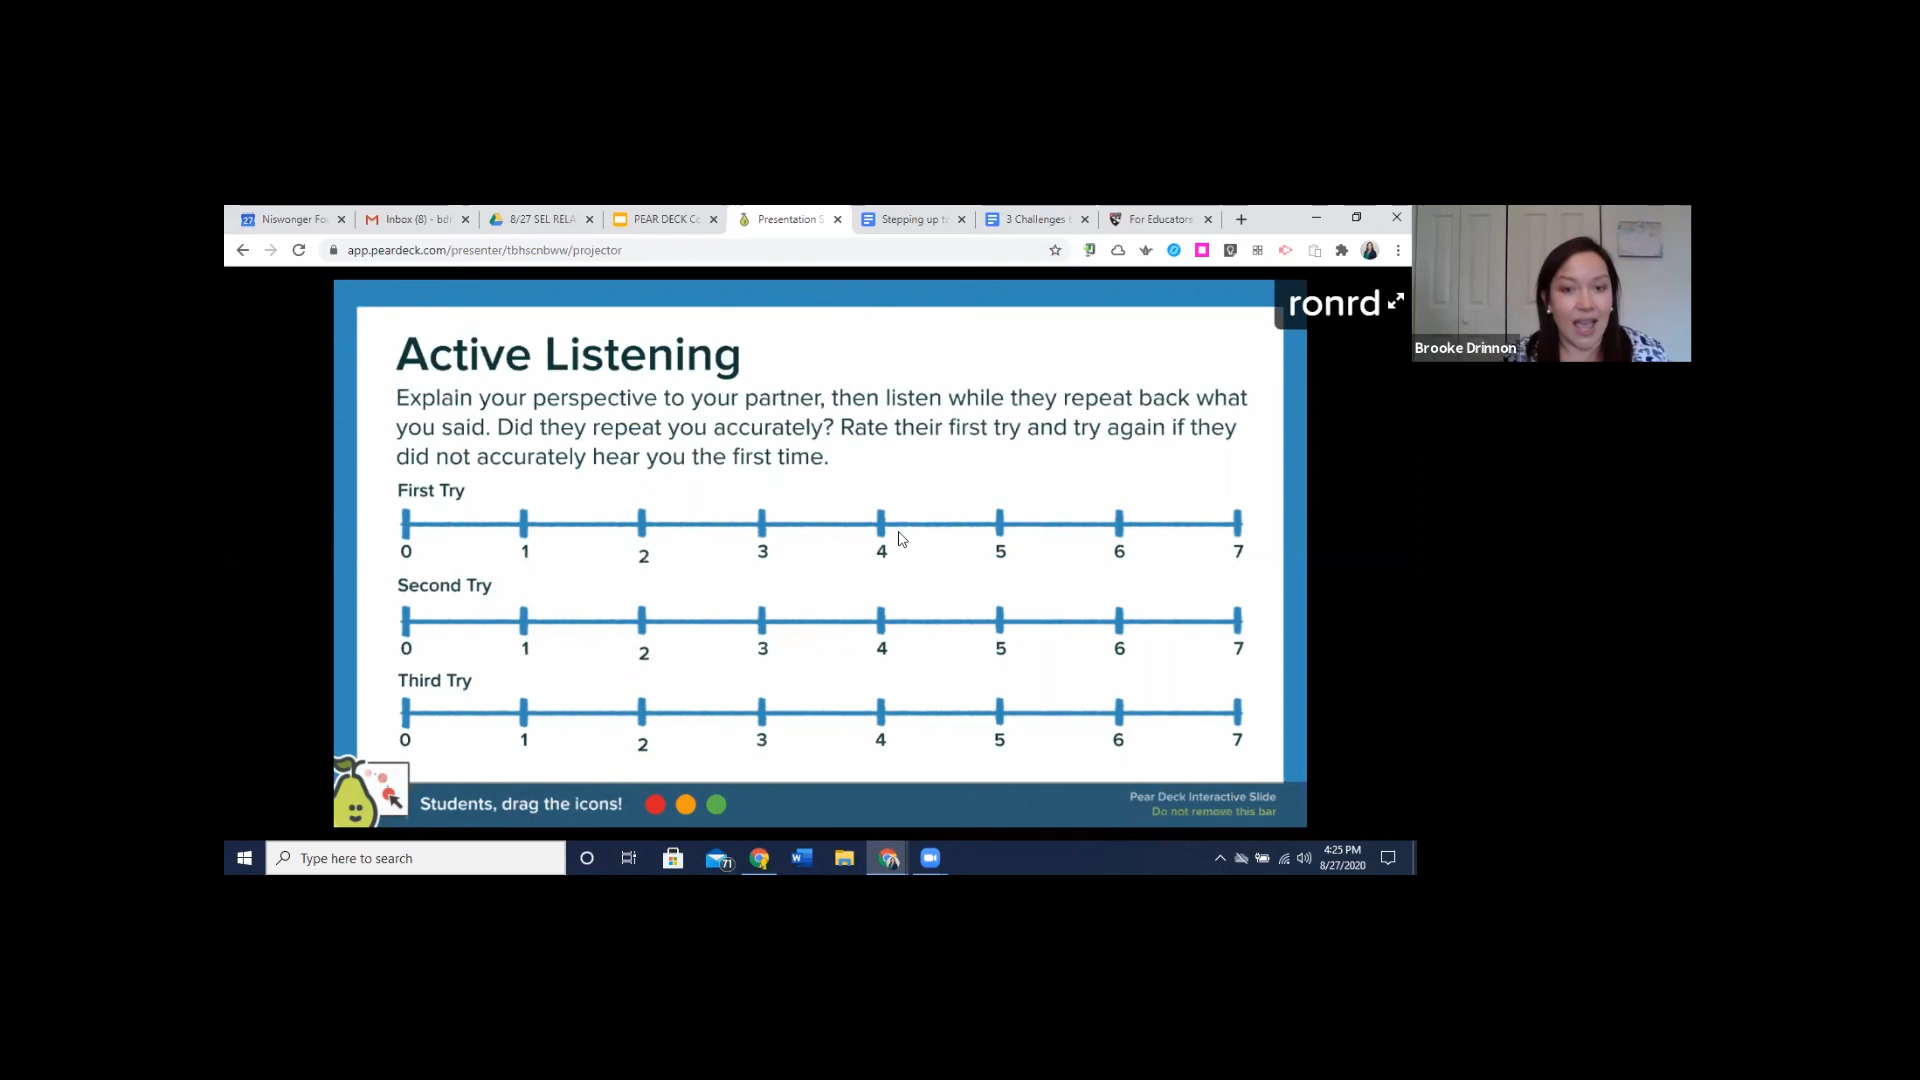 Niswonger Fo
Inbox (8) - bdr
8/27 SEL RELA
PEAR DECK Co
Presentation S
Stepping up to
3 Challenges t
For Educators
app.peardeck.com/presenter/tbhscnbww/projector
ronrd
Brooke Drinnon
Active Listening
Explain your perspective to your partner, then listen while they repeat back what
you said. Did they repeat you accurately? Rate their first try and try again if they
did not accurately hear you the first time.
First Try
0 1 2 3 4 5 6 7
Second Try
0 1 2 3 4 5 6 7
Third Try
0 1 2 3 4 5 6 7
Students, drag the icons!
Pear Deck Interactive Slide
Do not remove this bar
Type here to search
71
4:25 PM
8/27/2020